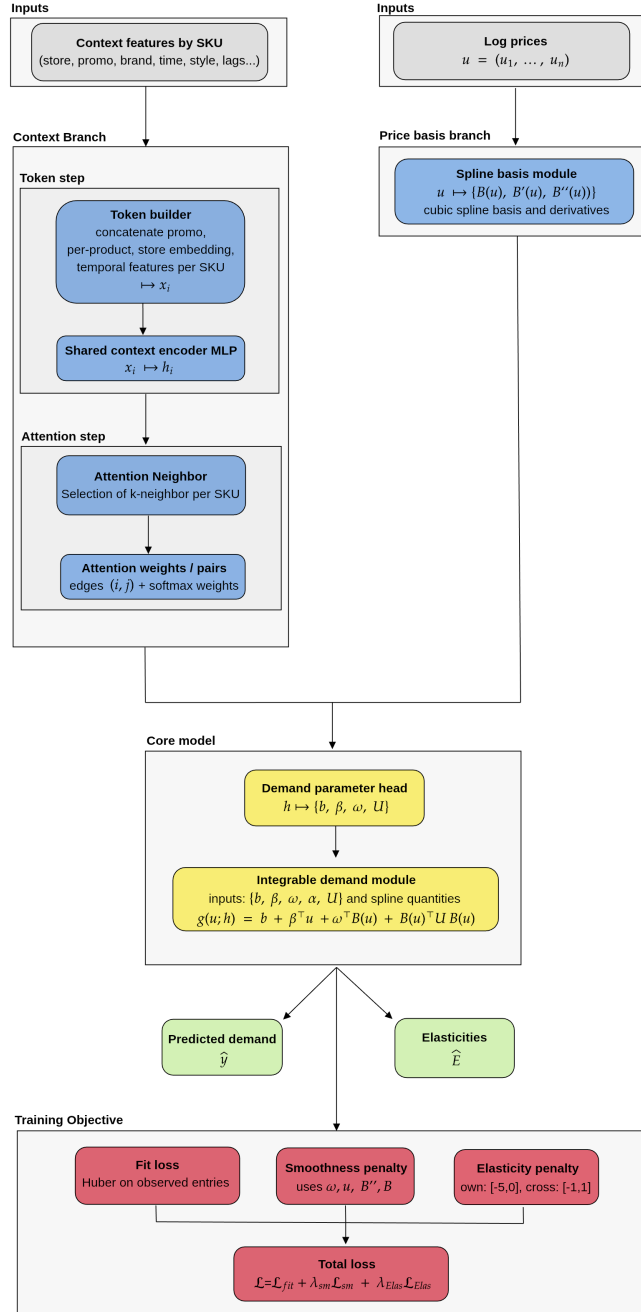 Inputs
Context features by SKU
(store, promo, brand, time, style, lags...)
Inputs
Log prices
u = (u₁, … , uₙ)
Context Branch
Token step
Token builder
concatenate promo,
per-product, store embedding,
temporal features per SKU
↦ xᵢ
Shared context encoder MLP
xᵢ ↦ hᵢ
Attention step
Attention Neighbor
Selection of k-neighbor per SKU
Attention weights / pairs
edges (i, j) + softmax weights
Price basis branch
Spline basis module
u ↦ {B(u), B′(u), B′′(u))}
cubic spline basis and derivatives
Core model
Demand parameter head
h ↦ {b, β, ω, U}
Integrable demand module
inputs: {b, β, ω, α, U} and spline quantities
g(u; h) = b + β⊤u + ω⊤B(u) + B(u)⊤U B(u)
Predicted demand
ŷ
Elasticities
Ê
Training Objective
Fit loss
Huber on observed entries
Smoothness penalty
uses ω, u, B′′, B
Elasticity penalty
own: [-5,0], cross: [-1,1]
Total loss
ℒ=ℒ_fit + λ_sm ℒ_sm + λ_Elas ℒ_Elas